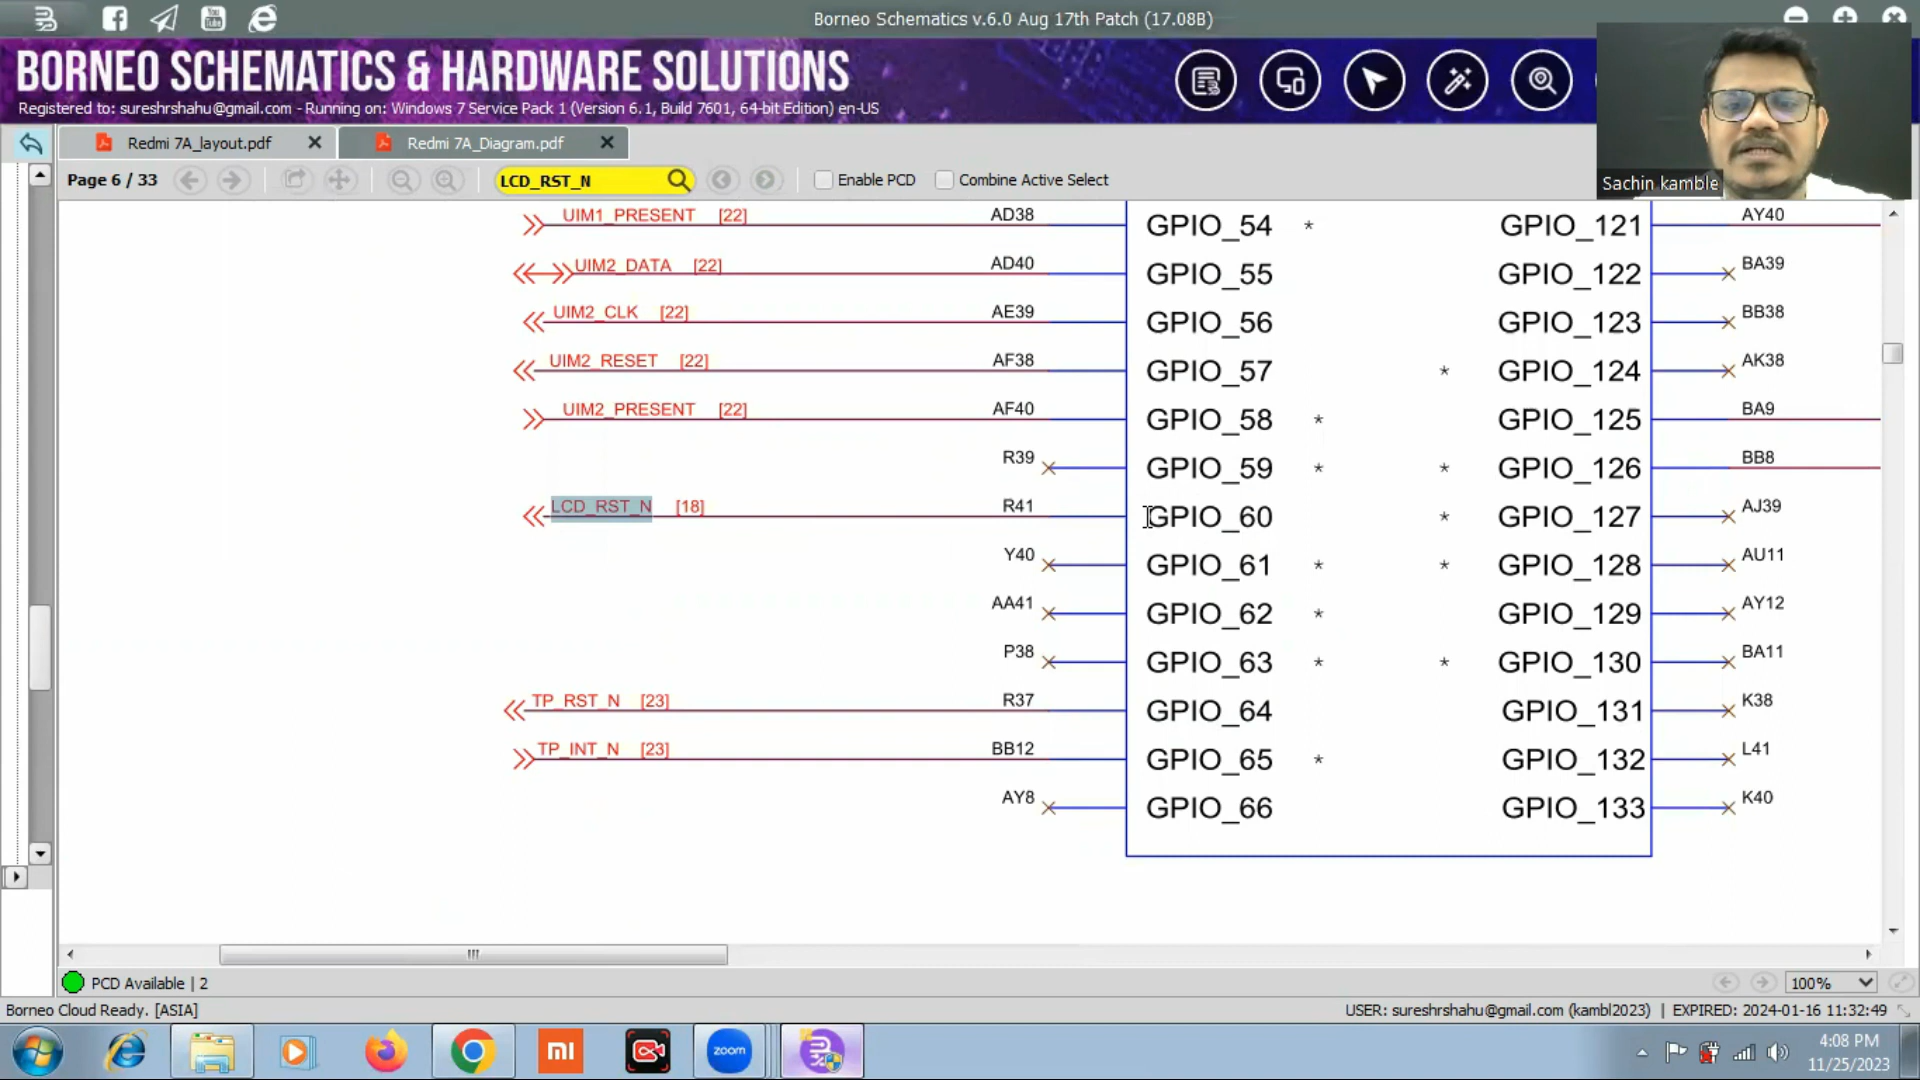 Borneo Schematics v.6.0 Aug 17th Patch (17.08B)
BORNEO SCHEMATICS & HARDWARE SOLUTIONS
Registered to: sureshrshahu@gmail.com - Running on: Windows 7 Service Pack 1 (Version 6.1, Build 7601, 64-bit Edition) en-US
Sachin kamble
Redmi 7A_layout.pdf
Redmi 7A_Diagram.pdf
Page 6 / 33
LCD_RST_N
Enable PCD
Combine Active Select
UIM1_PRESENT [22] AD38 GPIO_54 * GPIO_121 AY40
UIM2_DATA [22] AD40 GPIO_55 GPIO_122 BA39
UIM2_CLK [22] AE39 GPIO_56 GPIO_123 BB38
UIM2_RESET [22] AF38 GPIO_57 * GPIO_124 AK38
UIM2_PRESENT [22] AF40 GPIO_58 * GPIO_125 BA9
R39 GPIO_59 * * GPIO_126 BB8
LCD_RST_N [18] R41 GPIO_60 * GPIO_127 AJ39
Y40 GPIO_61 * * GPIO_128 AU11
AA41 GPIO_62 * GPIO_129 AY12
P38 GPIO_63 * * GPIO_130 BA11
TP_RST_N [23] R37 GPIO_64 GPIO_131 K38
TP_INT_N [23] BB12 GPIO_65 * GPIO_132 L41
AY8 GPIO_66 GPIO_133 K40
PCD Available | 2
100%
Borneo Cloud Ready. [ASIA]
USER: sureshrshahu@gmail.com (kambl2023) | EXPIRED: 2024-01-16 11:32:49
mi
zoom
4:08 PM
11/25/2023